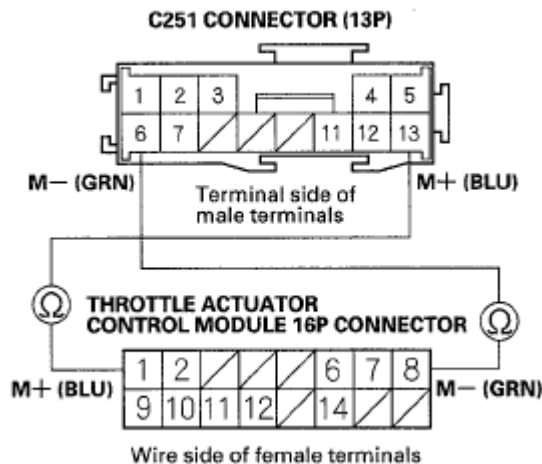 C251 CONNECTOR (13P)
1 2 3 4 5
6 7 11 12 13
M− (GRN)
M+ (BLU)
Terminal side of
male terminals
Ω
Ω
THROTTLE ACTUATOR
CONTROL MODULE 16P CONNECTOR
1 2 6 7 8
M+ (BLU)
M− (GRN)
9 10 11 12 14
Wire side of female terminals